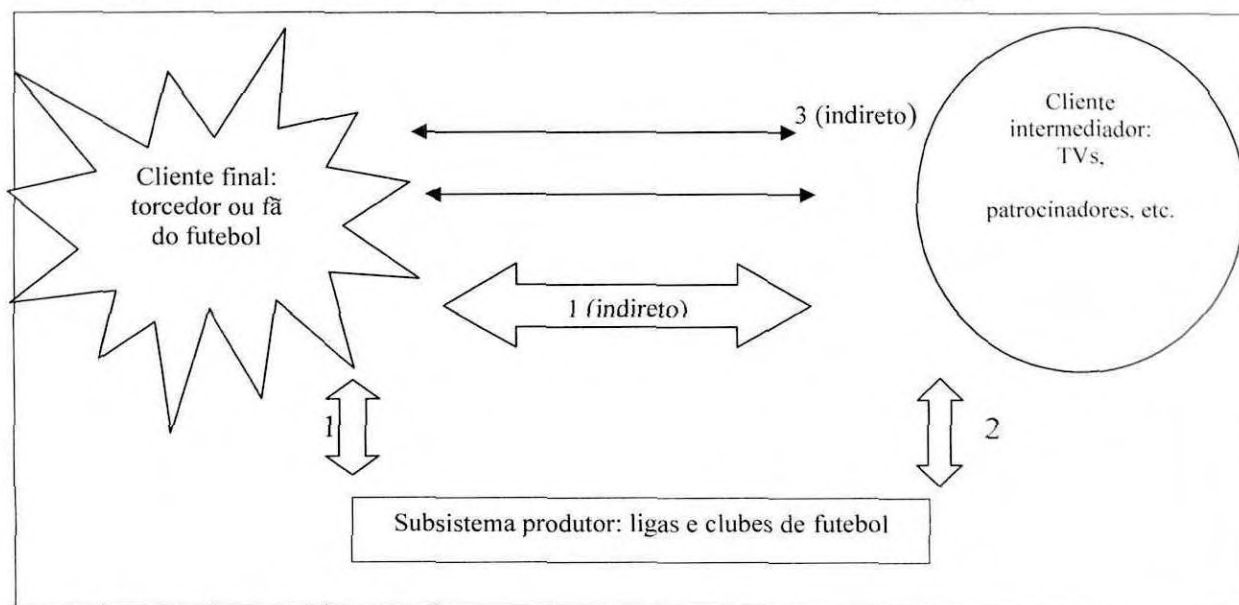 3 (indireto)
Cliente
intermediador:
TVs,
patrocinadores, etc.
Cliente final:
torcedor ou fã
do futebol
1 (indireto)
1
2
Subsistema produtor: ligas e clubes de futebol